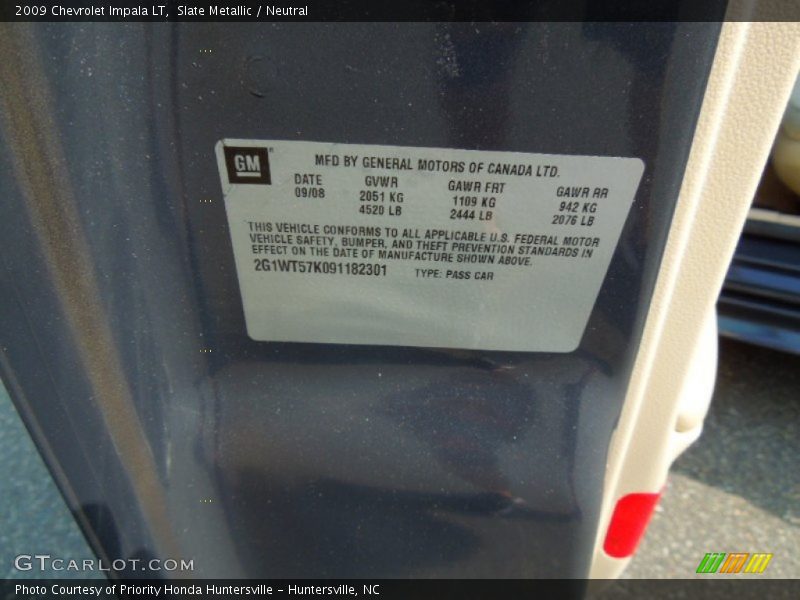 2009 Chevrolet Impala LT,  Slate Metallic / Neutral
GM
MFD BY GENERAL MOTORS OF CANADA LTD.
DATE GVWR GAWR FRT GAWR RR
09/08 2051 KG 1109 KG 942 KG
4520 LB 2444 LB 2076 LB
THIS VEHICLE CONFORMS TO ALL APPLICABLE U.S. FEDERAL MOTOR
VEHICLE SAFETY, BUMPER, AND THEFT PREVENTION STANDARDS IN
EFFECT ON THE DATE OF MANUFACTURE SHOWN ABOVE.
2G1WT57K091182301 TYPE: PASS CAR
GTCARLOT.COM
Photo Courtesy of Priority Honda Huntersville – Huntersville, NC